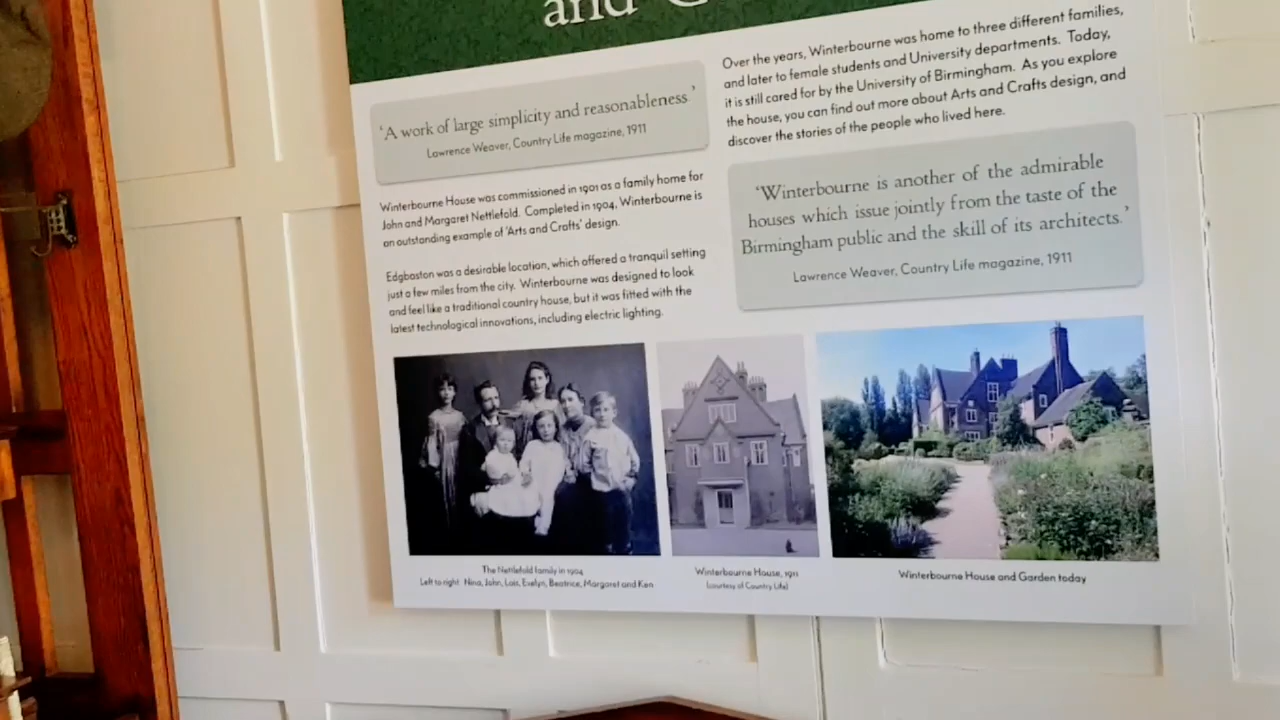 and
'A work of large simplicity and reasonableness.'
Lawrence Weaver, Country Life magazine, 1911
Winterbourne House was commissioned in 1901 as a family home for
John and Margaret Nettlefold. Completed in 1904, Winterbourne is
an outstanding example of 'Arts and Crafts' design.
Edgbaston was a desirable location, which offered a tranquil setting
just a few miles from the city. Winterbourne was designed to look
and feel like a traditional country house, but it was fitted with the
latest technological innovations, including electric lighting.
Over the years, Winterbourne was home to three different families,
and later to female students and University departments. Today,
it is still cared for by the University of Birmingham. As you explore
the house, you can find out more about Arts and Crafts design, and
discover the stories of the people who lived here.
'Winterbourne is another of the admirable
houses which issue jointly from the taste of the
Birmingham public and the skill of its architects.'
Lawrence Weaver, Country Life magazine, 1911
The Nettlefold family in 1904
Left to right Nina, John, Lois, Evelyn, Beatrice, Margaret and Ken
Winterbourne House, 1911
(courtesy of Country Life)
Winterbourne House and Garden today